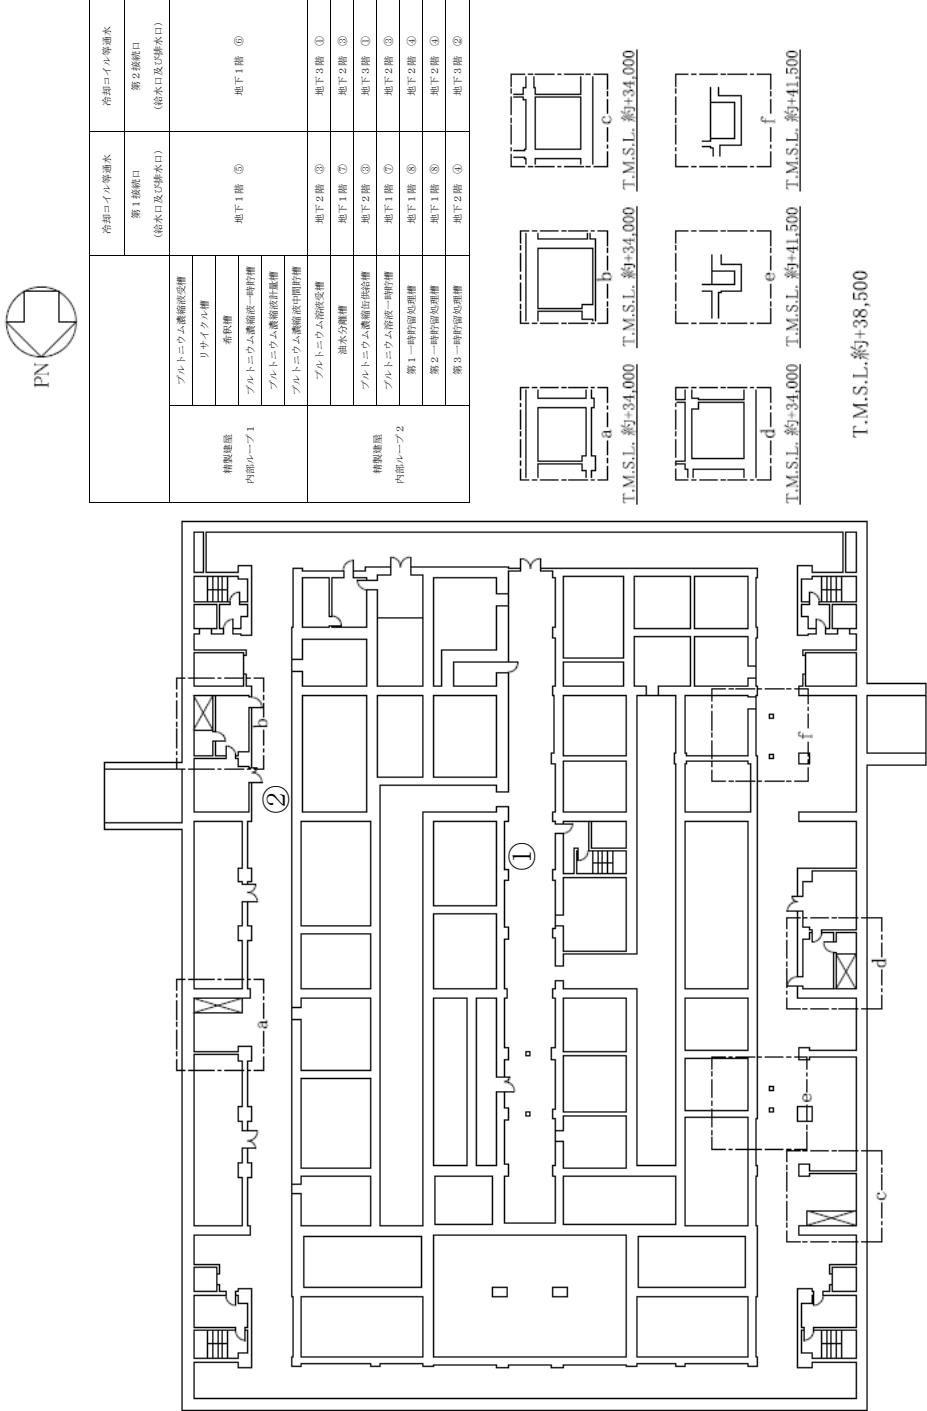 PN
冷却コイル等通水
第1接続口
(給水口及び排水口)
冷却コイル等通水
第2接続口
(給水口及び排水口)
精製建屋
内部ループ1
プルトニウム濃縮液受槽
リサイクル槽
希釈槽
プルトニウム濃縮液一時貯槽
プルトニウム濃縮液計量槽
プルトニウム濃縮液中間貯槽
地下1階 ⑤
地下1階 ⑥
精製建屋
内部ループ2
プルトニウム溶液受槽 地下2階 ③ 地下3階 ①
油水分離槽 地下1階 ⑦ 地下2階 ③
プルトニウム濃縮缶供給槽 地下2階 ③ 地下3階 ①
プルトニウム溶液一時貯槽 地下1階 ⑦ 地下2階 ③
第1一時貯留処理槽 地下1階 ⑧ 地下2階 ④
第2一時貯留処理槽 地下1階 ⑧ 地下2階 ④
第3一時貯留処理槽 地下2階 ④ 地下3階 ②
a
T.M.S.L. 約+34,000
b
T.M.S.L. 約+34,000
c
T.M.S.L. 約+34,000
d
T.M.S.L. 約+34,000
e
T.M.S.L. 約+41,500
f
T.M.S.L. 約+41,500
T.M.S.L.約+38,500
a
b
②
①
c
e
d
f